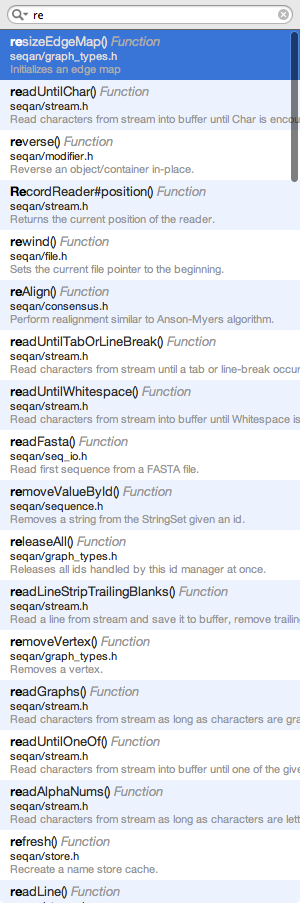 re
resizeEdgeMap() Function
seqan/graph_types.h
Initializes an edge map
readUntilChar() Function
seqan/stream.h
Read characters from stream into buffer until Char is encou
reverse() Function
seqan/modifier.h
Reverse an object/container in-place.
RecordReader#position() Function
seqan/stream.h
Returns the current position of the reader.
rewind() Function
seqan/file.h
Sets the current file pointer to the beginning.
reAlign() Function
seqan/consensus.h
Perform realignment similar to Anson-Myers algorithm.
readUntilTabOrLineBreak() Function
seqan/stream.h
Read characters from stream until a tab or line-break occur
readUntilWhitespace() Function
seqan/stream.h
Read characters from stream into buffer until Whitespace is
readFasta() Function
seqan/seq_io.h
Read first sequence from a FASTA file.
removeValueById() Function
seqan/sequence.h
Removes a string from the StringSet given an id.
releaseAll() Function
seqan/graph_types.h
Releases all ids handled by this id manager at once.
readLineStripTrailingBlanks() Function
seqan/stream.h
Read a line from stream and save it to buffer, remove trailin
removeVertex() Function
seqan/graph_types.h
Removes a vertex.
readGraphs() Function
seqan/stream.h
Read characters from stream as long as characters are gra
readUntilOneOf() Function
seqan/stream.h
Read characters from stream into buffer until one of the give
readAlphaNums() Function
seqan/stream.h
Read characters from stream as long as characters are lett
refresh() Function
seqan/store.h
Recreate a name store cache.
readLine() Function